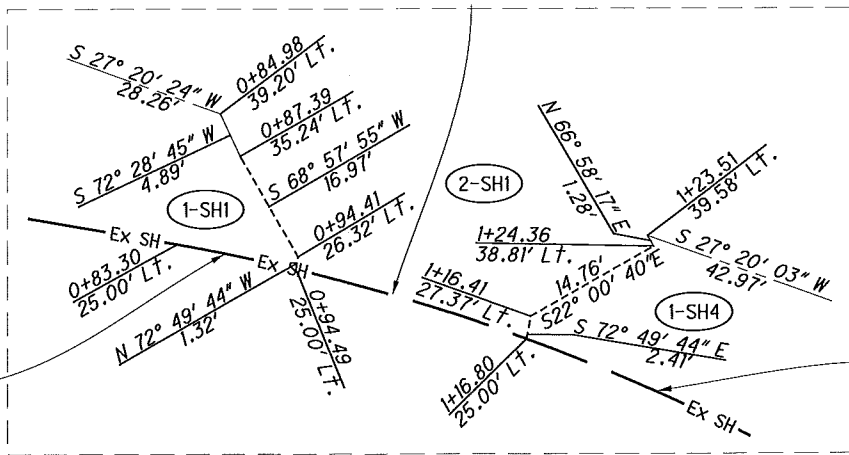 S 27° 20' 24" W
28.26'
0+84.98
39.20' Lt.
0+87.39
35.24' Lt.
S 72° 28' 45" W
4.89'
S 68° 57' 55" W
16.97'
1-SH1
0+94.41
26.32' Lt.
Ex SH
Ex SH
0+83.30
25.00' Lt.
N 72° 49' 44" W
1.32'
0+94.49
25.00' Lt.
2-SH1
N 66° 58' 17" E
1.28'
1+23.51
39.58' Lt.
1+24.36
38.81' Lt.
S 27° 20' 03" W
42.97'
1+16.41
27.37' Lt.
14.76'
S22° 00' 40"E
1-SH4
S 72° 49' 44" E
2.41'
1+16.80
25.00' Lt.
Ex SH